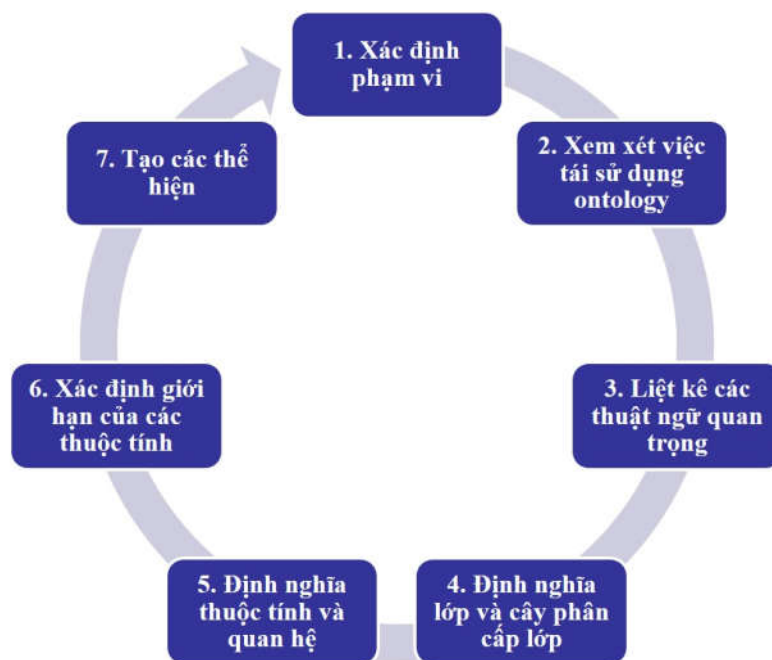 1. Xác định
phạm vi
2. Xem xét việc
tái sử dụng
ontology
3. Liệt kê các
thuật ngữ quan
trọng
4. Định nghĩa
lớp và cây phân
cấp lớp
5. Định nghĩa
thuộc tính và
quan hệ
6. Xác định giới
hạn của các
thuộc tính
7. Tạo các thể
hiện